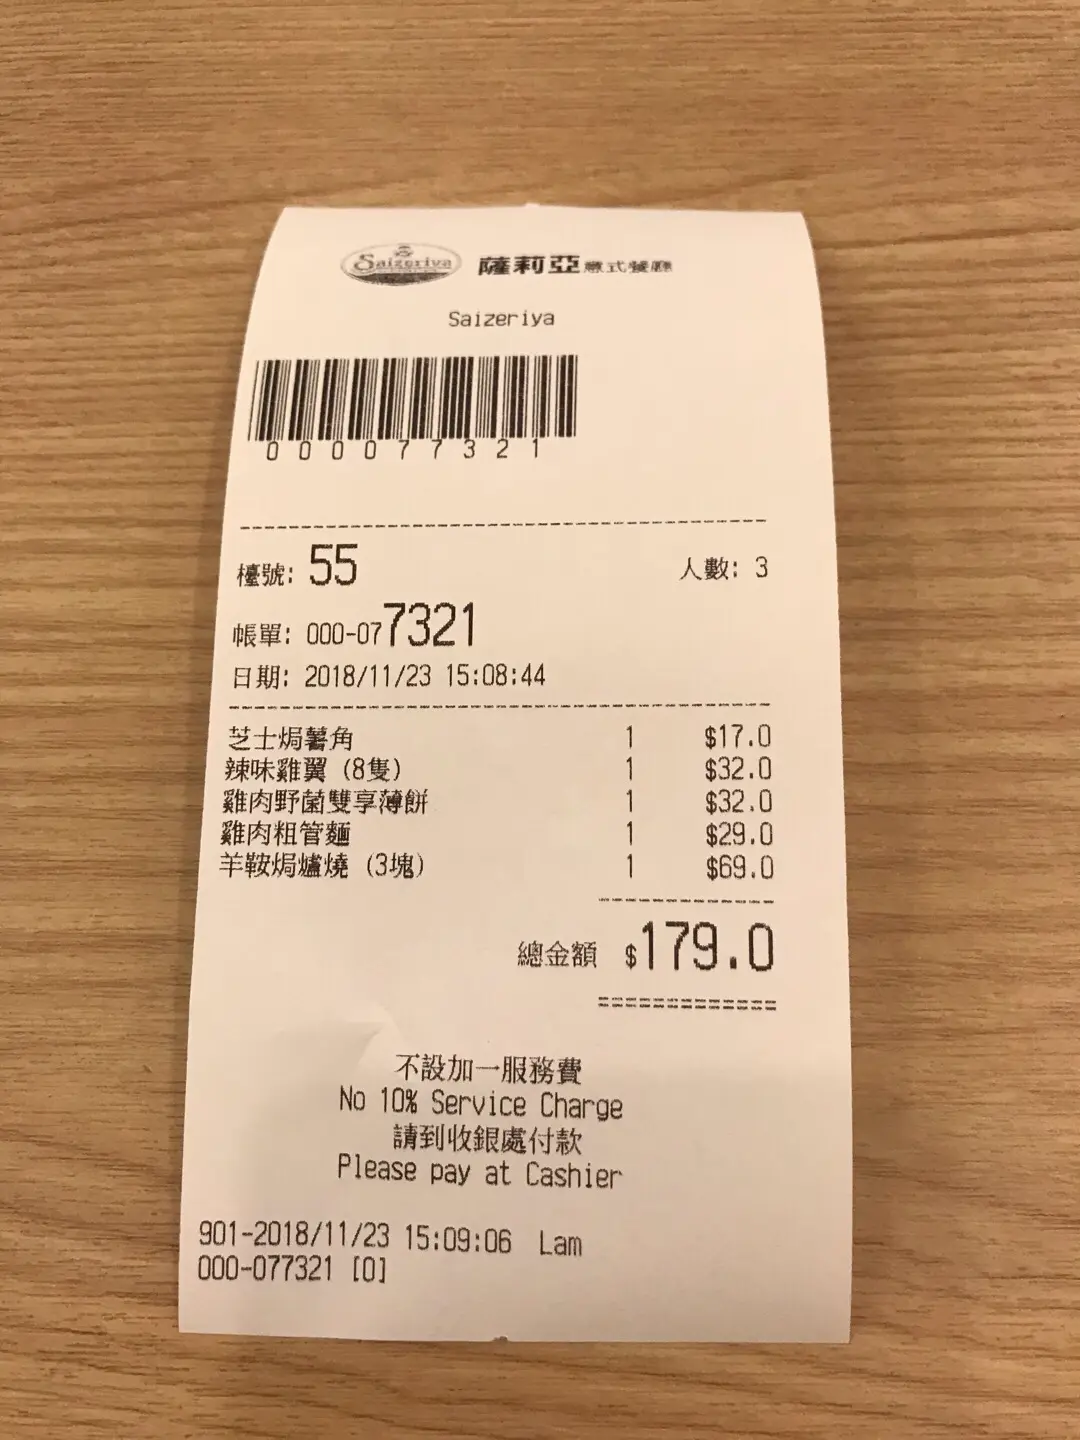 Saizeriya 薩莉亞意式餐廳
Saizeriya
000077321
檯號: 55 人數: 3
帳單: 000-077321
日期: 2018/11/23 15:08:44
芝士焗薯角 1 $17.0
辣味雞翼 (8隻) 1 $32.0
雞肉野菌雙享薄餅 1 $32.0
雞肉粗管麵 1 $29.0
羊鞍焗爐燒 (3塊) 1 $69.0
總金額 $179.0
不設加一服務費
No 10% Service Charge
請到收銀處付款
Please pay at Cashier
901-2018/11/23 15:09:06 Lam
000-077321 [0]